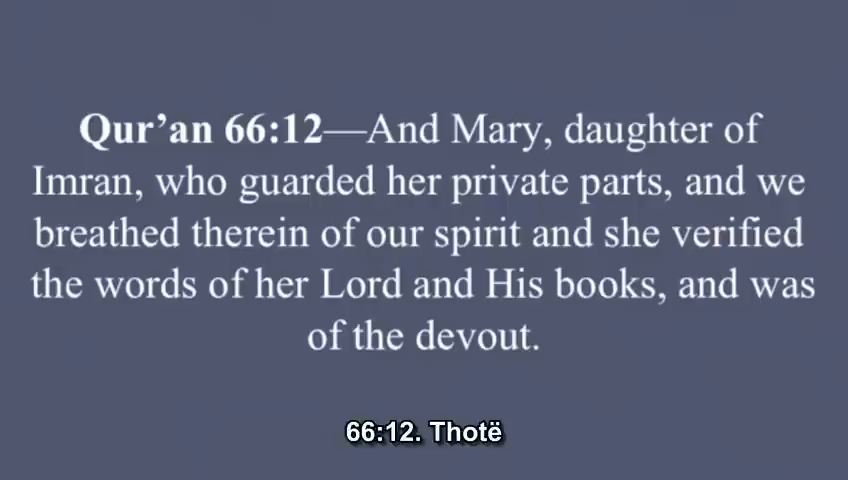 Qur’an 66:12—And Mary, daughter of
Imran, who guarded her private parts, and we
breathed therein of our spirit and she verified
the words of her Lord and His books, and was
of the devout.
66:12. Thotë